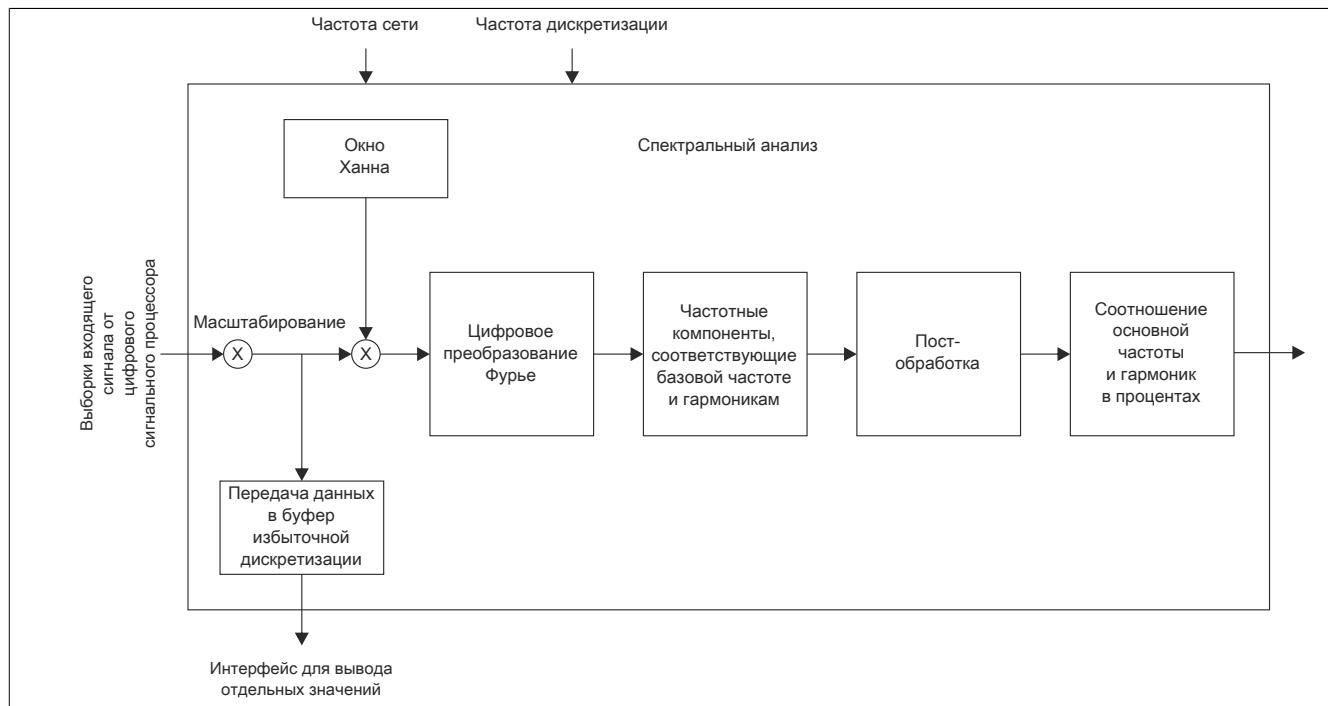 Частота сети
Частота дискретизации
Окно
Ханна
Спектральный анализ
Выборки входящего
сигнала от
цифрового
сигнального процессора
Масштабирование
X
X
Цифровое
преобразование
Фурье
Частотные
компоненты,
соответствующие
базовой частоте
и гармоникам
Пост-
обработка
Соотношение
основной
частоты
и гармоник
в процентах
Передача данных
в буфер
избыточной
дискретизации
Интерфейс для вывода
отдельных значений